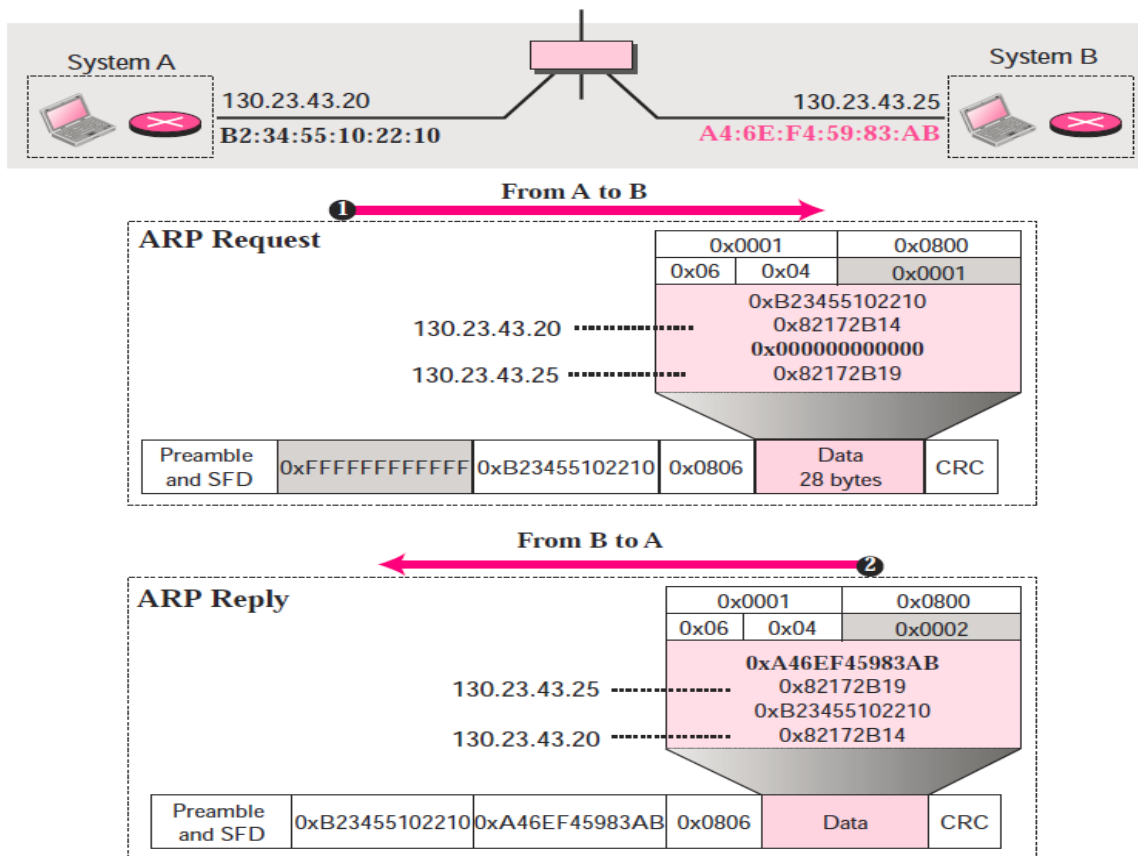 System A
System B
130.23.43.20
B2:34:55:10:22:10
130.23.43.25
A4:6E:F4:59:83:AB
From A to B
1
ARP Request
0x0001 0x0800
0x06 0x04 0x0001
0xB23455102210
130.23.43.20 0x82172B14
0x000000000000
130.23.43.25 0x82172B19
Preamble
and SFD
0xFFFFFFFFFFFF
0xB23455102210
0x0806
Data
28 bytes
CRC
From B to A
2
ARP Reply
0x0001 0x0800
0x06 0x04 0x0002
0xA46EF45983AB
130.23.43.25 0x82172B19
0xB23455102210
130.23.43.20 0x82172B14
Preamble
and SFD
0xB23455102210
0xA46EF45983AB
0x0806
Data
CRC